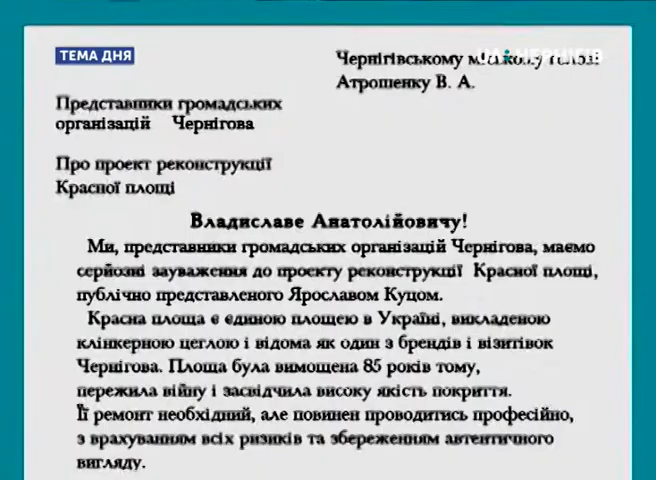 ТЕМА ДНЯ
UA: ЧЕРНІГІВ
Чернігівському міському голові
Атрошенку В. А.
Представники громадських
організацій Чернігова
Про проект реконструкції
Красної площі
Владиславе Анатолійовичу!
Ми, представники громадських організацій Чернігова, маємо
серйозні зауваження до проекту реконструкції Красної площі,
публічно представленого Ярославом Куцом.
Красна площа є єдиною площею в Україні, викладеною
клінкерною цеглою і відома як один з брендів і візитівок
Чернігова. Площа була вимощена 85 років тому,
пережила війну і засвідчила високу якість покриття.
Її ремонт необхідний, але повинен проводитись професійно,
з врахуванням всіх ризиків та збереженням автентичного
вигляду.